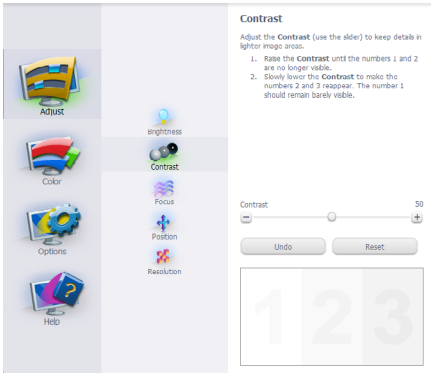 Adjust
Color
Options
Help
Brightness
Contrast
Focus
Position
Resolution
Contrast
Adjust the Contrast (use the slider) to keep details in
lighter image areas.
1. Raise the Contrast until the numbers 1 and 2
are no longer visible.
2. Slowly lower the Contrast to make the
numbers 2 and 3 reappear. The number 1
should remain barely visible.
Contrast 50
Undo Reset
1 2 3